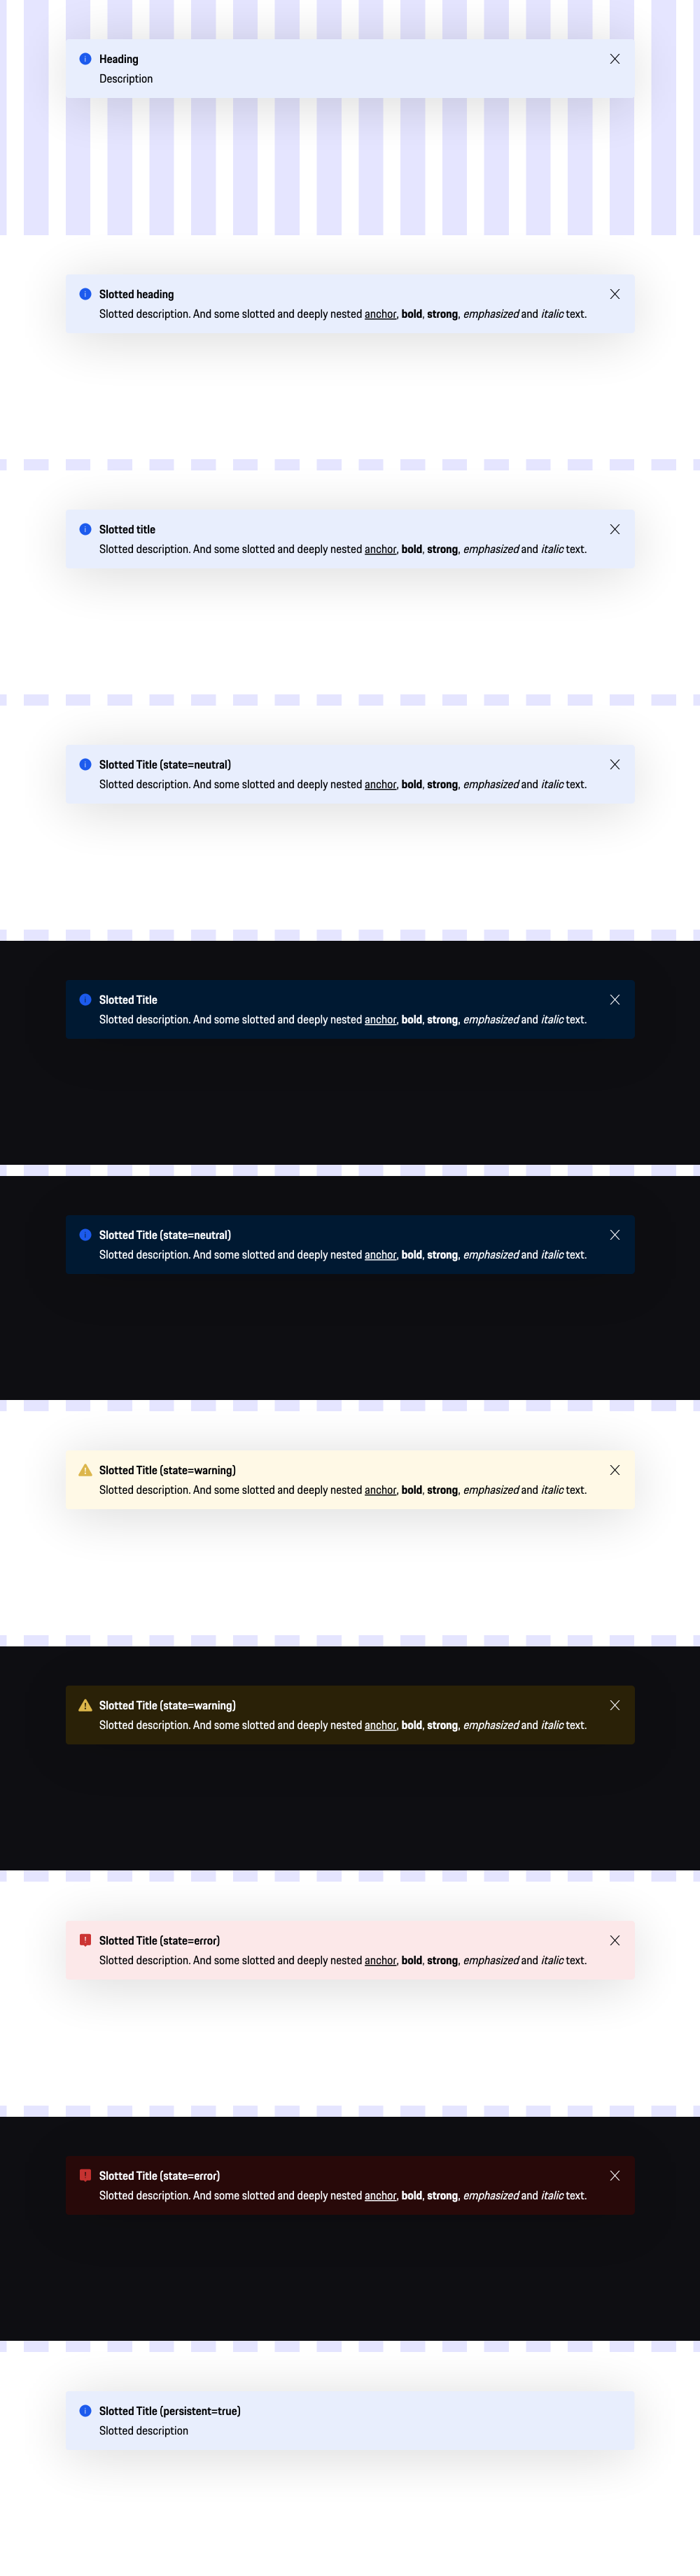 Heading
Description
Slotted heading
Slotted description. And some slotted and deeply nested anchor, bold, strong, emphasized and italic text.
Slotted title
Slotted description. And some slotted and deeply nested anchor, bold, strong, emphasized and italic text.
Slotted Title (state=neutral)
Slotted description. And some slotted and deeply nested anchor, bold, strong, emphasized and italic text.
Slotted Title
Slotted description. And some slotted and deeply nested anchor, bold, strong, emphasized and italic text.
Slotted Title (state=neutral)
Slotted description. And some slotted and deeply nested anchor, bold, strong, emphasized and italic text.
Slotted Title (state=warning)
Slotted description. And some slotted and deeply nested anchor, bold, strong, emphasized and italic text.
Slotted Title (state=warning)
Slotted description. And some slotted and deeply nested anchor, bold, strong, emphasized and italic text.
Slotted Title (state=error)
Slotted description. And some slotted and deeply nested anchor, bold, strong, emphasized and italic text.
Slotted Title (state=error)
Slotted description. And some slotted and deeply nested anchor, bold, strong, emphasized and italic text.
Slotted Title (persistent=true)
Slotted description